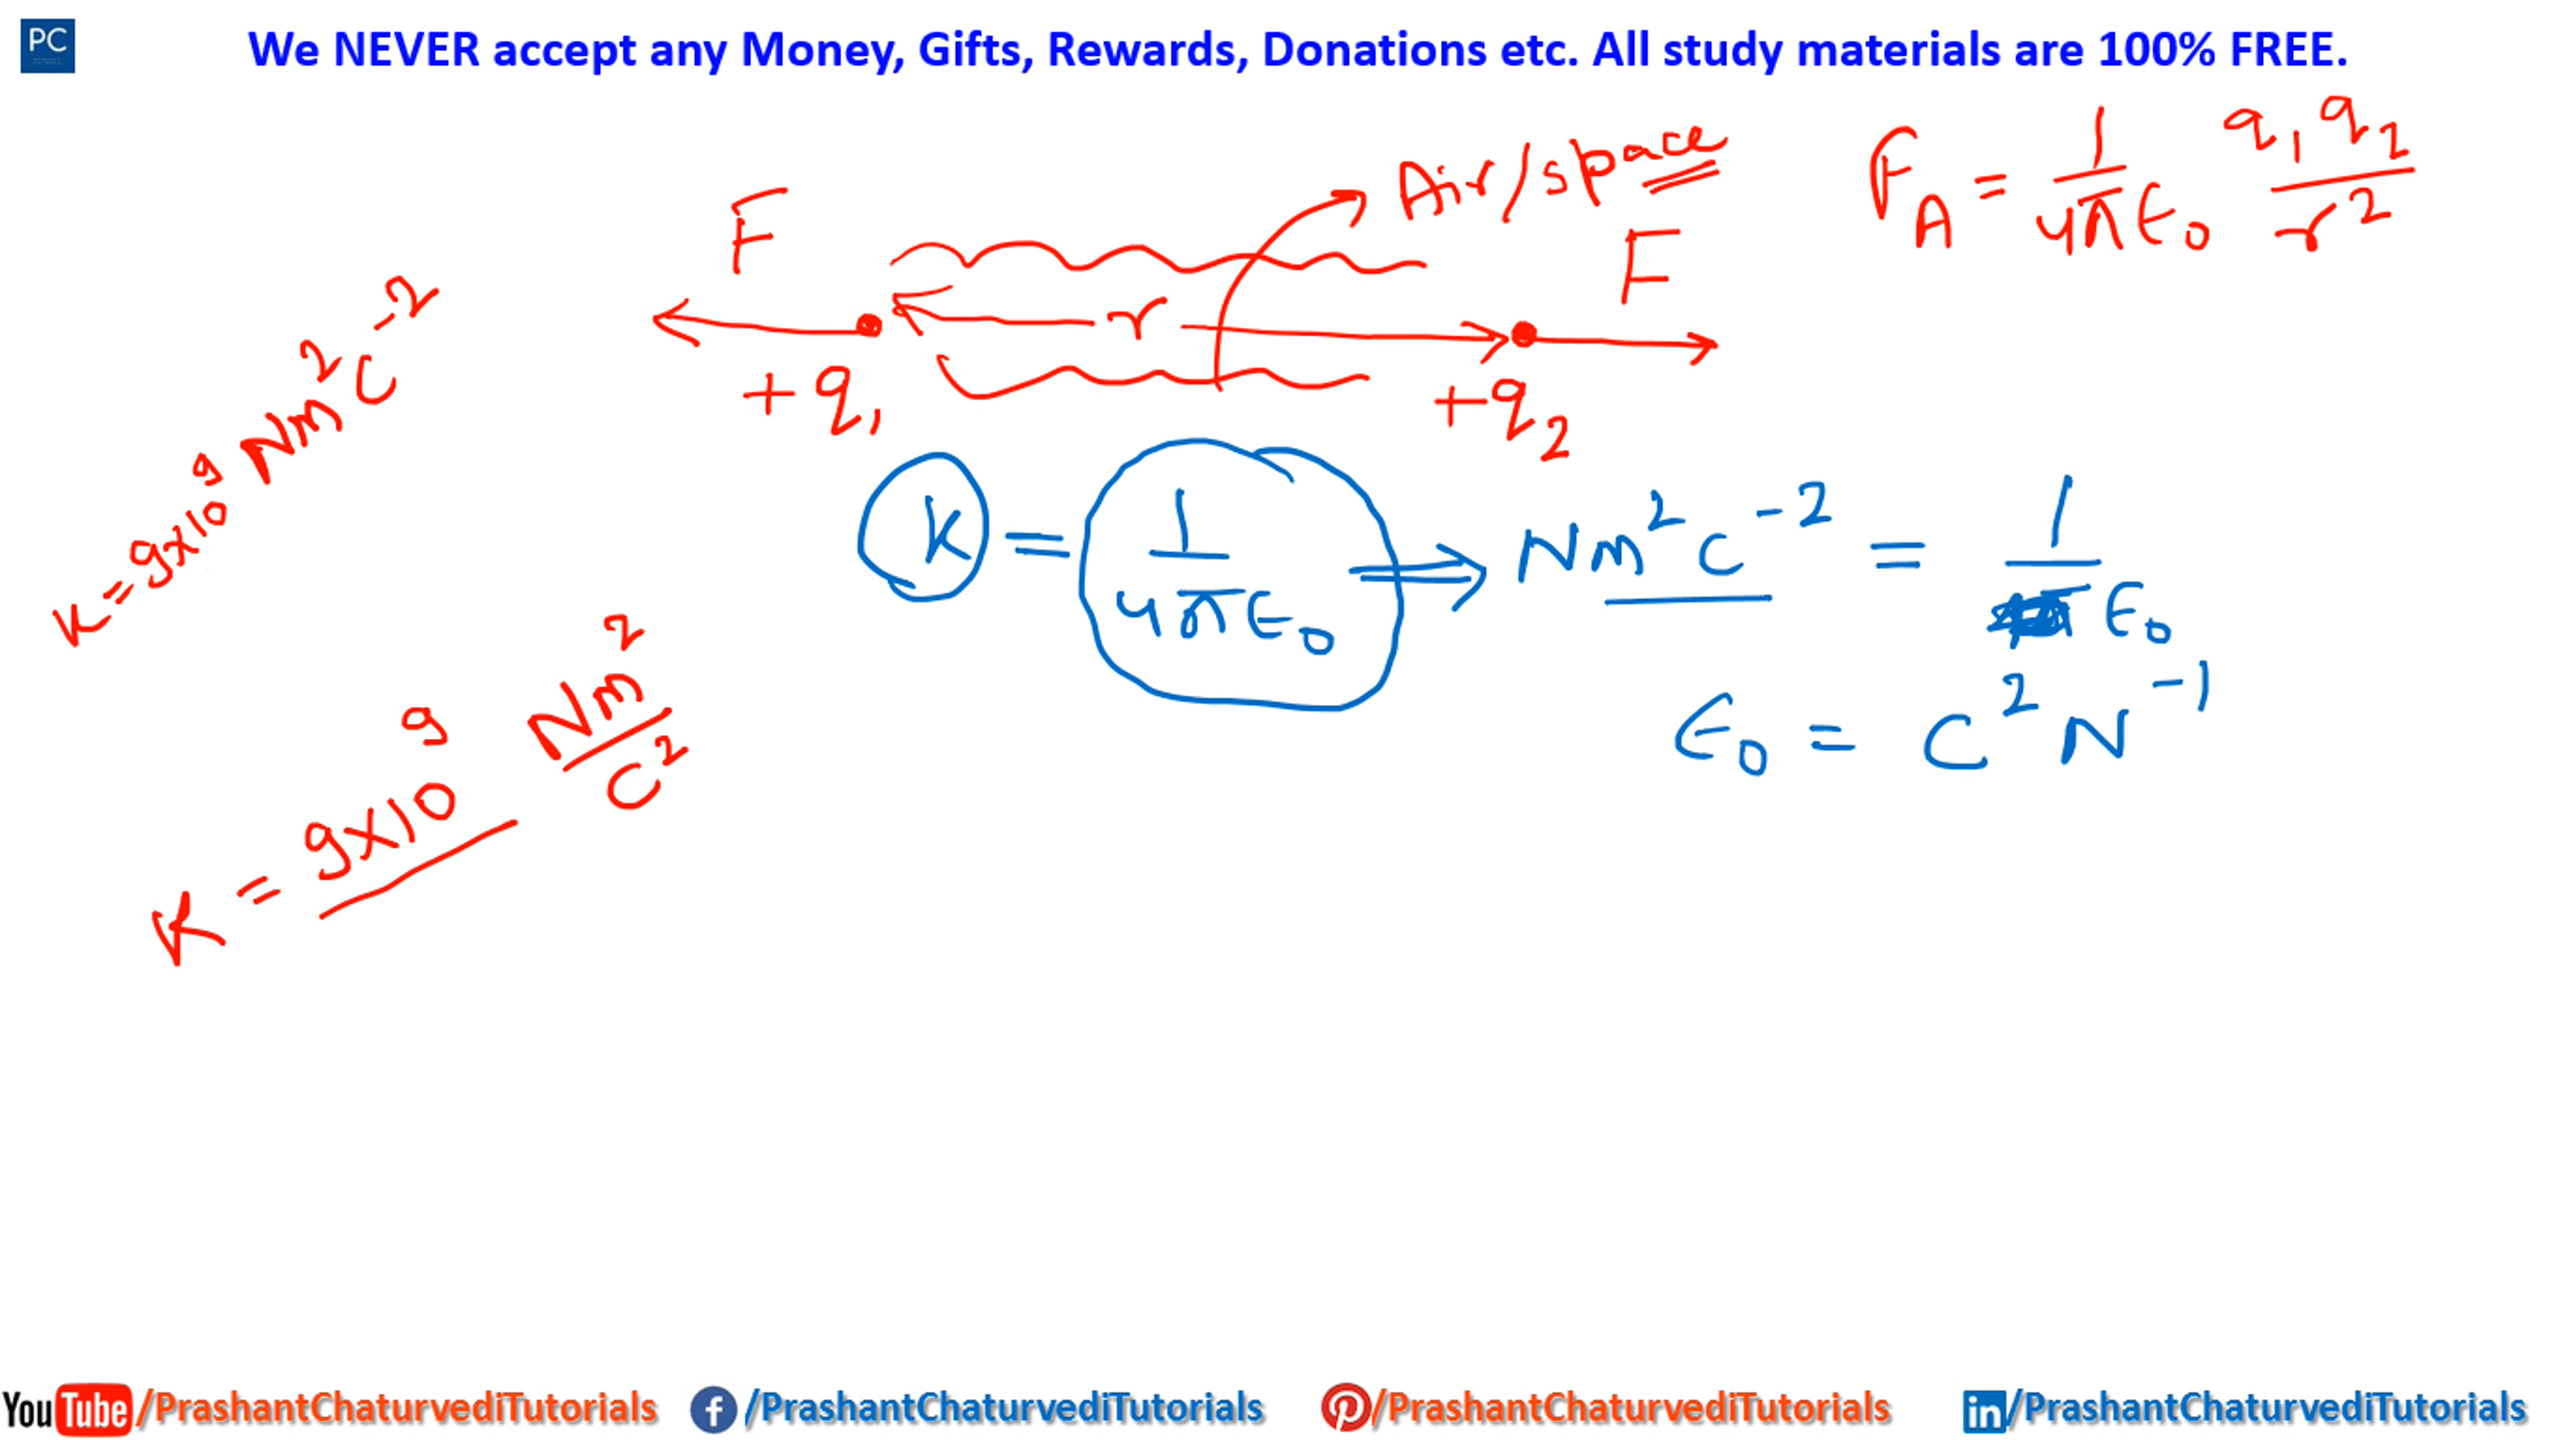 PC
We NEVER accept any Money, Gifts, Rewards, Donations etc. All study materials are 100% FREE.
Air/space
F_A = 1/4πε₀ q₁q₂/r²
F
F
r
+q₁
+q₂
K = 9×10⁹ Nm²C⁻²
K = 1/4πε₀ ⇒ Nm²C⁻² = 1/ε₀
ε₀ = C²N⁻¹
K = 9×10⁹ Nm²/C²
YouTube/PrashantChaturvediTutorials
f/PrashantChaturvediTutorials
/PrashantChaturvediTutorials
in/PrashantChaturvediTutorials